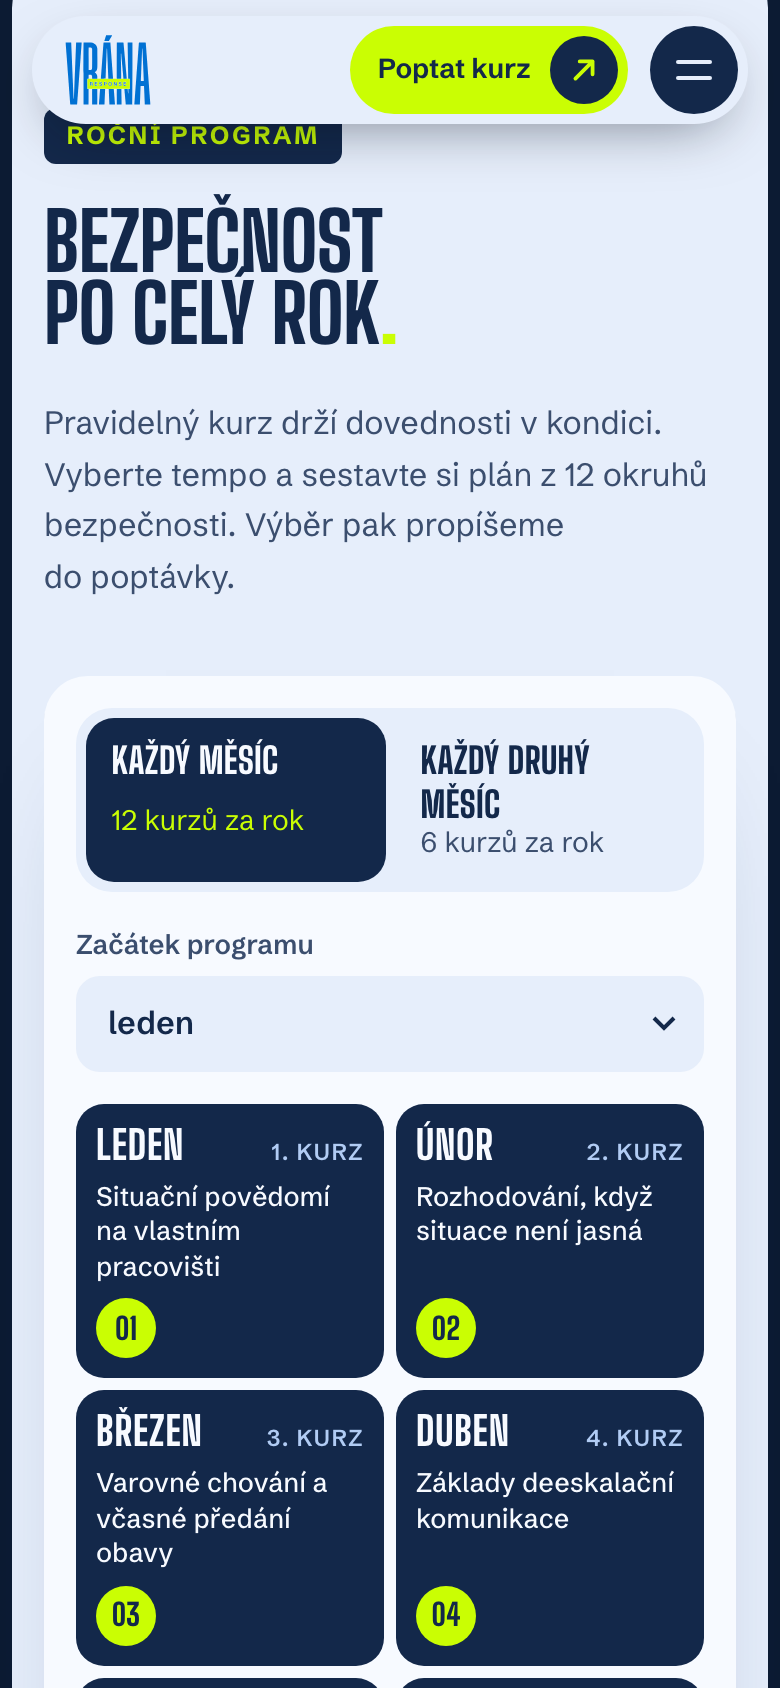 VRÁNA
RESPONSE
Poptat kurz
ROČNÍ PROGRAM
BEZPEČNOST
PO CELÝ ROK.
Pravidelný kurz drží dovednosti v kondici.
Vyberte tempo a sestavte si plán z 12 okruhů
bezpečnosti. Výběr pak propíšeme
do poptávky.
KAŽDÝ MĚSÍC
12 kurzů za rok
KAŽDÝ DRUHÝ
MĚSÍC
6 kurzů za rok
Začátek programu
leden
LEDEN
1. KURZ
Situační povědomí
na vlastním
pracovišti
01
ÚNOR
2. KURZ
Rozhodování, když
situace není jasná
02
BŘEZEN
3. KURZ
Varovné chování a
včasné předání
obavy
03
DUBEN
4. KURZ
Základy deeskalační
komunikace
04